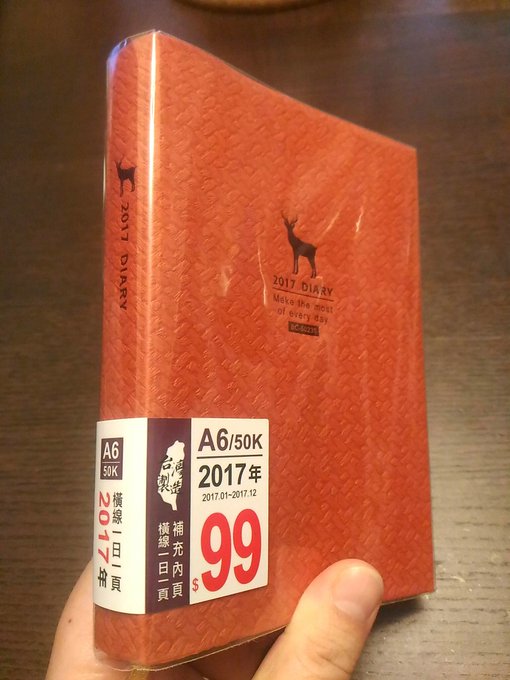 2017 DIARY
2017 DIARY
Make the most
of every day
A6
50K
橫線一日一頁
2017年
台灣製造
補充內頁
橫線一日一頁
A6/50K
2017年
2017.01~2017.12
$99